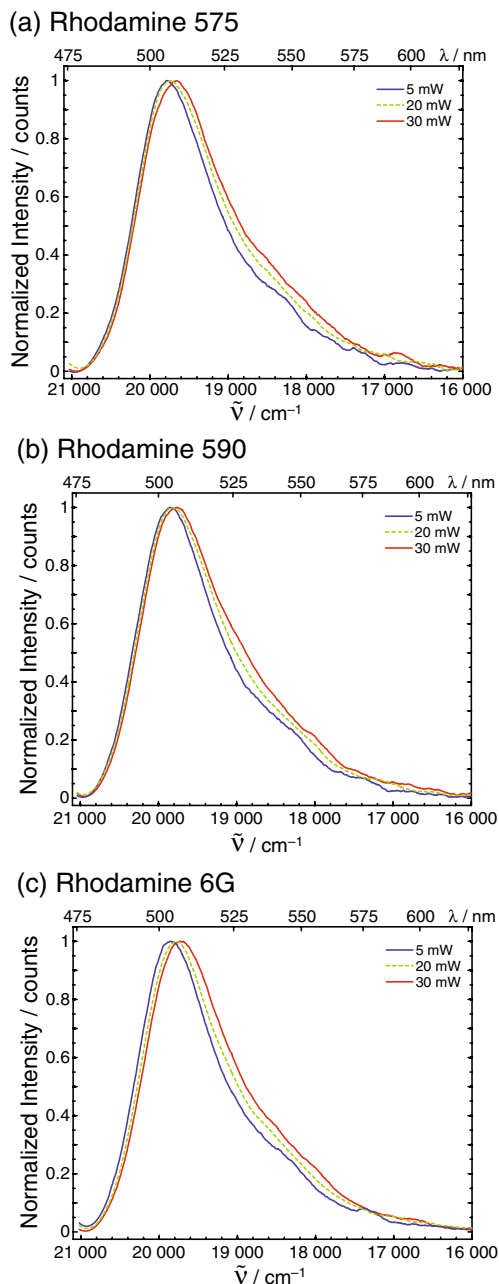 (a) Rhodamine 575
475 500 525 550 575 600 λ / nm
5 mW
20 mW
30 mW
Normalized Intensity / counts
1
0.8
0.6
0.4
0.2
0
21 000 20 000 19 000 18 000 17 000 16 000
ṽ / cm⁻¹
(b) Rhodamine 590
475 500 525 550 575 600 λ / nm
5 mW
20 mW
30 mW
Normalized Intensity / counts
1
0.8
0.6
0.4
0.2
0
21 000 20 000 19 000 18 000 17 000 16 000
ṽ / cm⁻¹
(c) Rhodamine 6G
475 500 525 550 575 600 λ / nm
5 mW
20 mW
30 mW
Normalized Intensity / counts
1
0.8
0.6
0.4
0.2
0
21 000 20 000 19 000 18 000 17 000 16 000
ṽ / cm⁻¹